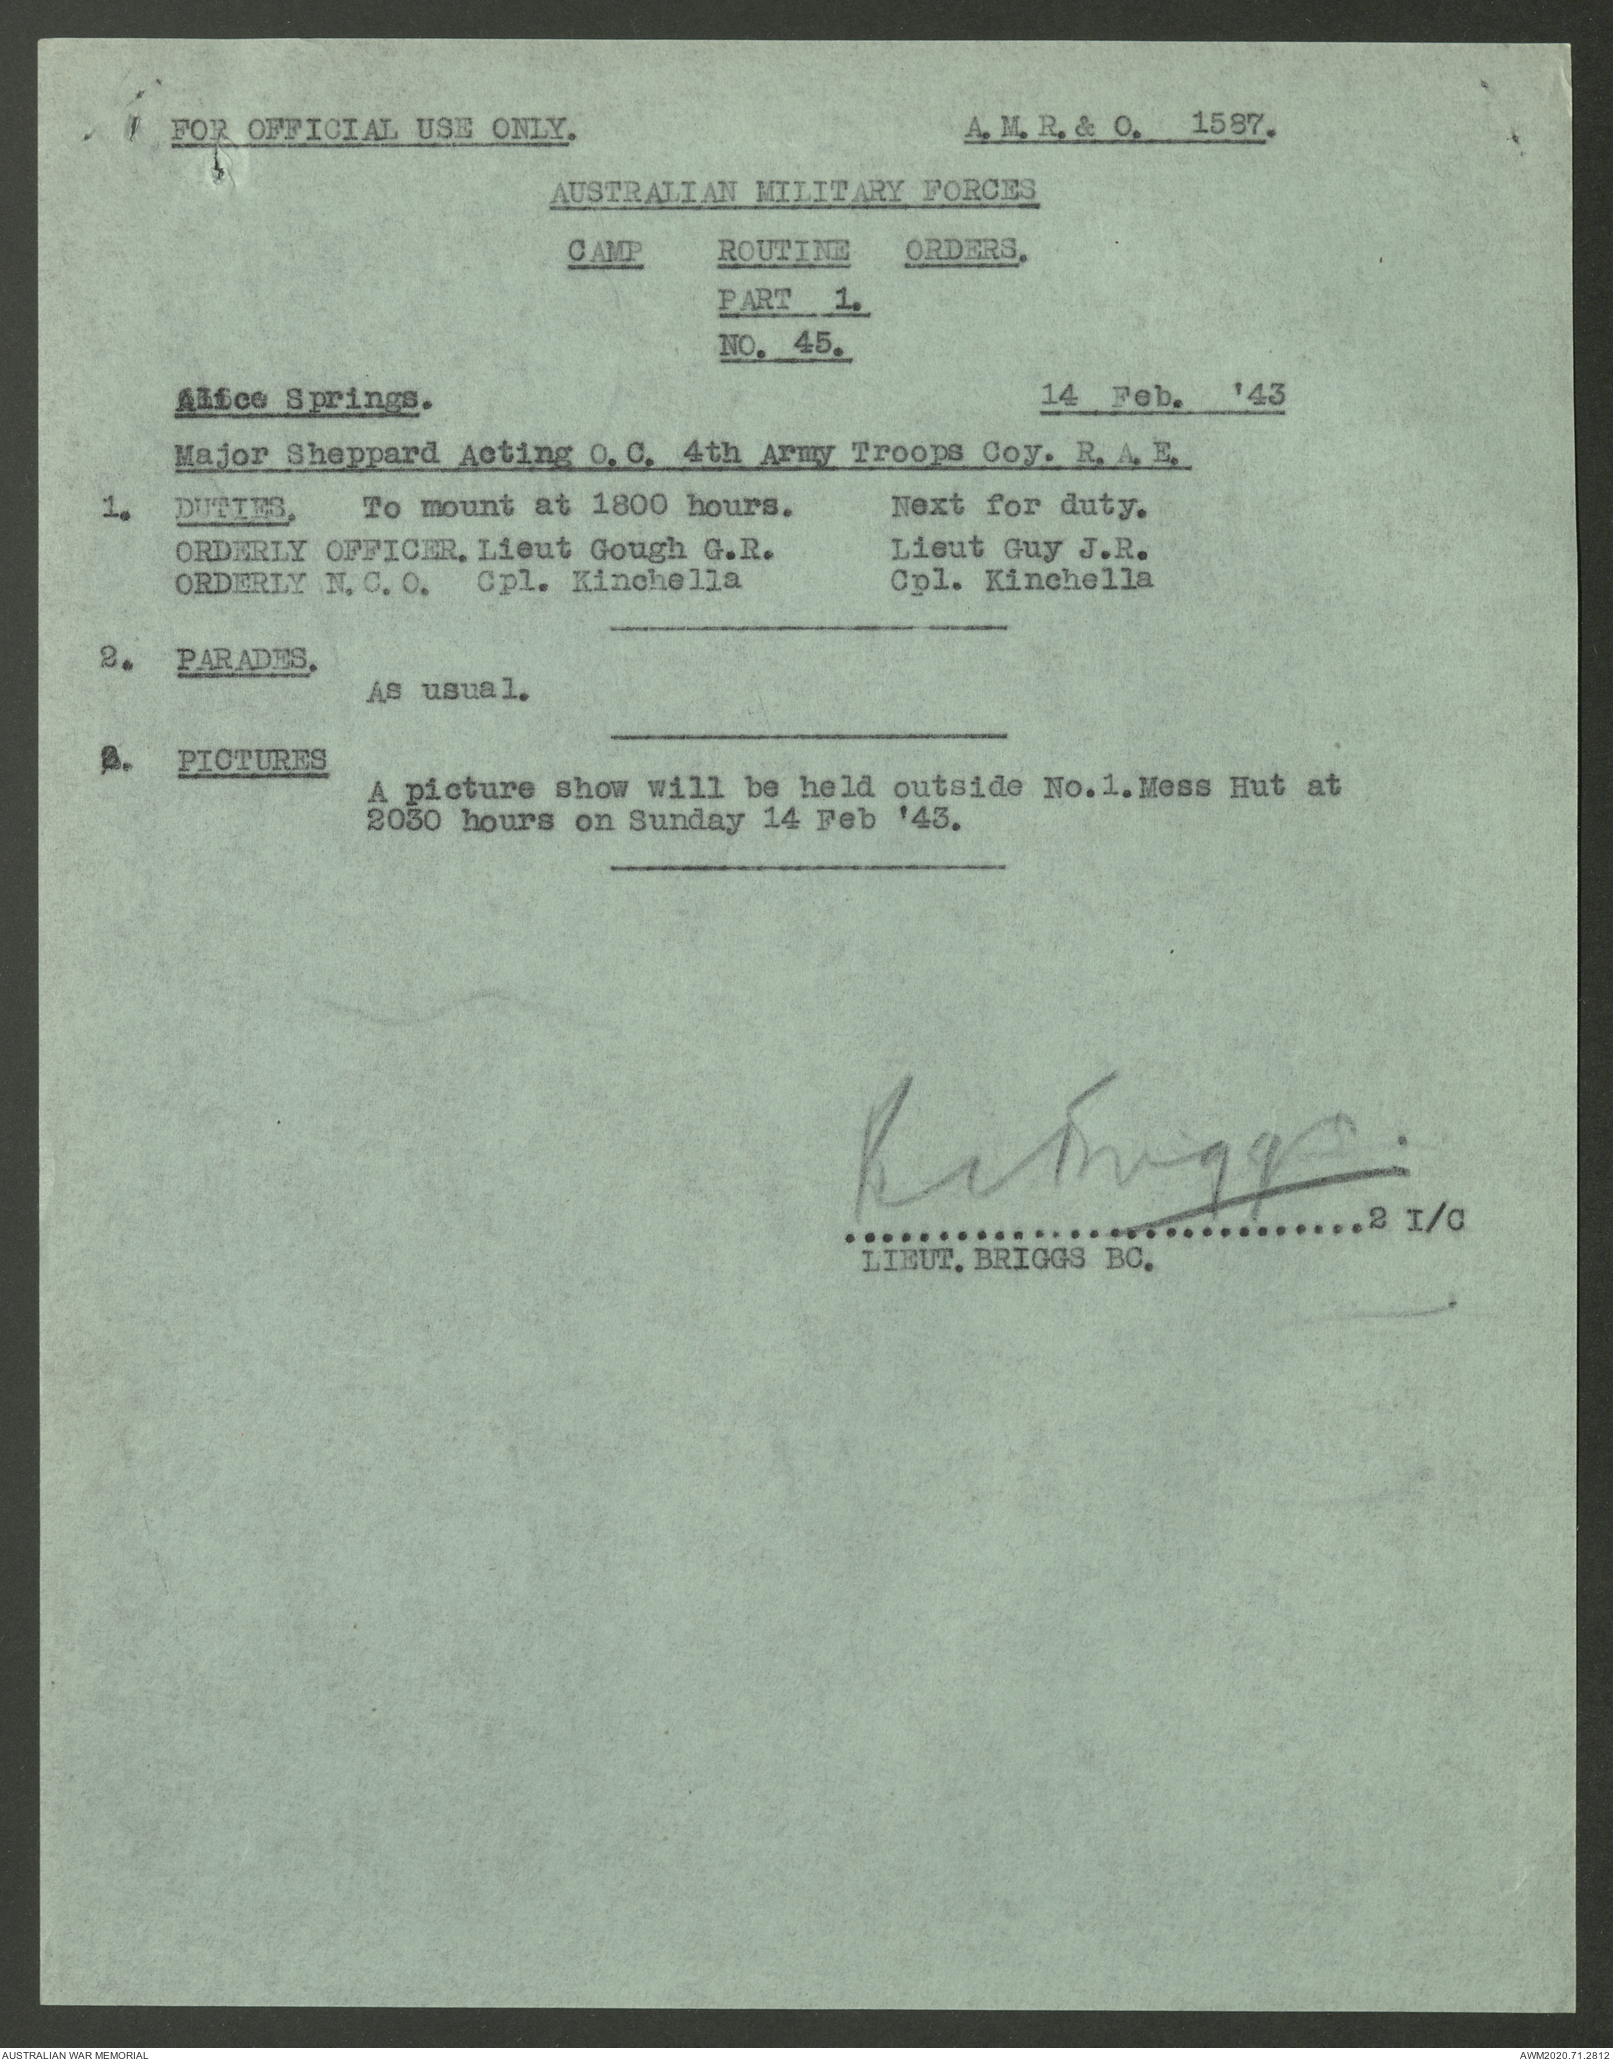 FOR OFFICIAL USE ONLY. A.M.R.& O. 1587.
AUSTRALIAN MILITARY FORCES
CAMP ROUTINE ORDERS.
PART 1.
NO. 45.
Alice Springs. 14 Feb. '43
Major Sheppard Acting O.C. 4th Army Troops Coy. R.A.E.
1. DUTIES. To mount at 1800 hours. Next for duty.
ORDERLY OFFICER. Lieut Gough G.R. Lieut Guy J.R.
ORDERLY N.C.O. Cpl. Kinchella Cpl. Kinchella
2. PARADES.
As usual.
3. PICTURES
A picture show will be held outside No.1.Mess Hut at
2030 hours on Sunday 14 Feb '43.
Briggs.
..............................2 I/C
LIEUT. BRIGGS BC.
AUSTRALIAN WAR MEMORIAL AWM2020.71.2812